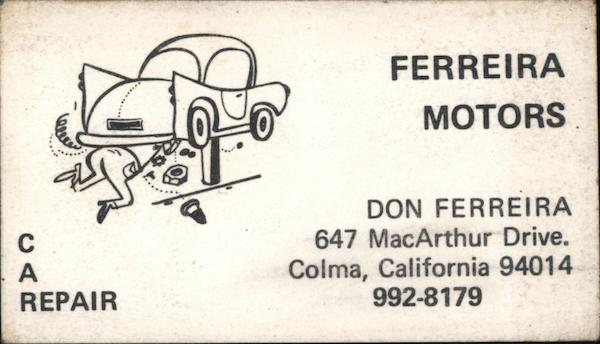 FERREIRA
MOTORS
DON FERREIRA
647 MacArthur Drive.
Colma, California 94014
992-8179
C
A
REPAIR